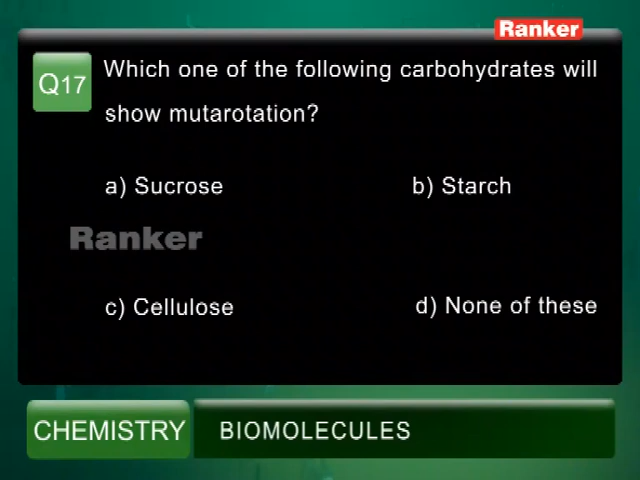 Ranker
Q17
Which one of the following carbohydrates will
show mutarotation?
a) Sucrose
b) Starch
Ranker
c) Cellulose
d) None of these
CHEMISTRY
BIOMOLECULES